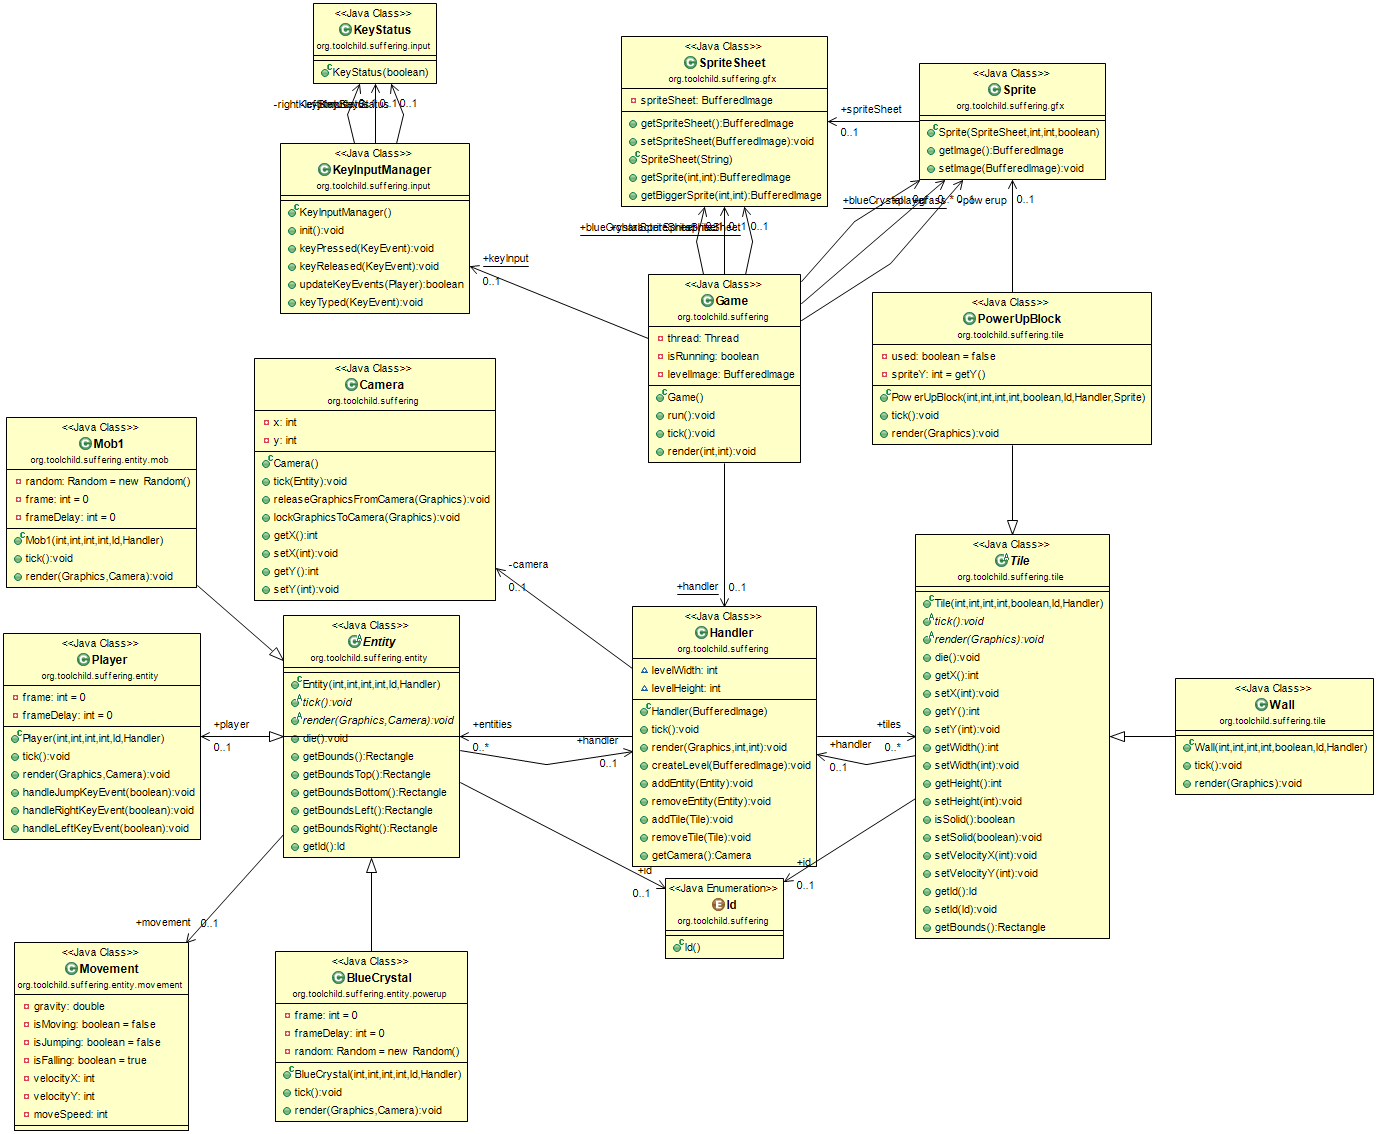 <<Java Class>>
KeyStatus
org.toolchild.suffering.input
KeyStatus(boolean)
0..1
<<Java Class>>
KeyInputManager
org.toolchild.suffering.input
KeyInputManager()
init():void
keyPressed(KeyEvent):void
keyReleased(KeyEvent):void
updateKeyEvents(Player):boolean
keyTyped(KeyEvent):void
<<Java Class>>
SpriteSheet
org.toolchild.suffering.gfx
spriteSheet: BufferedImage
getSpriteSheet():BufferedImage
setSpriteSheet(BufferedImage):void
SpriteSheet(String)
getSprite(int,int):BufferedImage
getBiggerSprite(int,int):BufferedImage
+spriteSheet
0..1
<<Java Class>>
Sprite
org.toolchild.suffering.gfx
Sprite(SpriteSheet,int,int,boolean)
getImage():BufferedImage
setImage(BufferedImage):void
0..1
-powerup
0..1
+keyInput
0..1
<<Java Class>>
Game
org.toolchild.suffering
thread: Thread
isRunning: boolean
levelImage: BufferedImage
Game()
run():void
tick():void
render(int,int):void
<<Java Class>>
PowerUpBlock
org.toolchild.suffering.tile
used: boolean = false
spriteY: int = getY()
PowerUpBlock(int,int,int,int,boolean,Id,Handler,Sprite)
tick():void
render(Graphics):void
<<Java Class>>
Camera
org.toolchild.suffering
x: int
y: int
Camera()
tick(Entity):void
releaseGraphicsFromCamera(Graphics):void
lockGraphicsToCamera(Graphics):void
getX():int
setX(int):void
getY():int
setY(int):void
<<Java Class>>
Mob1
org.toolchild.suffering.entity.mob
random: Random = new Random()
frame: int = 0
frameDelay: int = 0
Mob1(int,int,int,int,Id,Handler)
tick():void
render(Graphics,Camera):void
-camera
0..1
+handler
0..1
<<Java Class>>
Player
org.toolchild.suffering.entity
frame: int = 0
frameDelay: int = 0
Player(int,int,int,int,Id,Handler)
tick():void
render(Graphics,Camera):void
handleJumpKeyEvent(boolean):void
handleRightKeyEvent(boolean):void
handleLeftKeyEvent(boolean):void
+player
0..1
<<Java Class>>
Entity
org.toolchild.suffering.entity
Entity(int,int,int,int,Id,Handler)
tick():void
render(Graphics,Camera):void
die():void
getBounds():Rectangle
getBoundsTop():Rectangle
getBoundsBottom():Rectangle
getBoundsLeft():Rectangle
getBoundsRight():Rectangle
getId():Id
+entities
0..*
+handler
0..1
<<Java Class>>
Handler
org.toolchild.suffering
levelWidth: int
levelHeight: int
Handler(BufferedImage)
tick():void
render(Graphics,int,int):void
createLevel(BufferedImage):void
addEntity(Entity):void
removeEntity(Entity):void
addTile(Tile):void
removeTile(Tile):void
getCamera():Camera
+tiles
0..*
+handler
0..1
<<Java Class>>
Tile
org.toolchild.suffering.tile
Tile(int,int,int,int,boolean,Id,Handler)
tick():void
render(Graphics):void
die():void
getX():int
setX(int):void
getY():int
setY(int):void
getWidth():int
setWidth(int):void
getHeight():int
setHeight(int):void
isSolid():boolean
setSolid(boolean):void
setVelocityX(int):void
setVelocityY(int):void
getId():Id
setId(Id):void
getBounds():Rectangle
<<Java Class>>
Wall
org.toolchild.suffering.tile
Wall(int,int,int,int,boolean,Id,Handler)
tick():void
render(Graphics):void
+id
0..1
+id
0..1
<<Java Enumeration>>
Id
org.toolchild.suffering
Id()
+movement
0..1
<<Java Class>>
Movement
org.toolchild.suffering.entity.movement
gravity: double
isMoving: boolean = false
isJumping: boolean = false
isFalling: boolean = true
velocityX: int
velocityY: int
moveSpeed: int
<<Java Class>>
BlueCrystal
org.toolchild.suffering.entity.powerup
frame: int = 0
frameDelay: int = 0
random: Random = new Random()
BlueCrystal(int,int,int,int,Id,Handler)
tick():void
render(Graphics,Camera):void